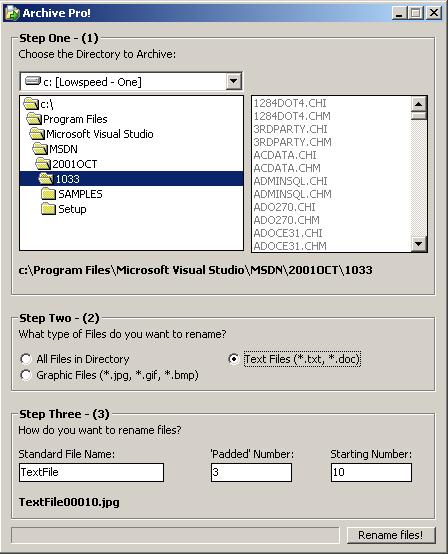 Archive Pro!
Step One - (1)
Choose the Directory to Archive:
c: [Lowspeed - One]
c:\
Program Files
Microsoft Visual Studio
MSDN
2001OCT
1033
SAMPLES
Setup
1284DOT4.CHI
1284DOT4.CHM
3RDPARTY.CHI
3RDPARTY.CHM
ACDATA.CHI
ACDATA.CHM
ADMINSQL.CHI
ADMINSQL.CHM
ADO270.CHI
ADO270.CHM
ADOCE31.CHI
ADOCE31.CHM
c:\Program Files\Microsoft Visual Studio\MSDN\2001OCT\1033
Step Two - (2)
What type of Files do you want to rename?
All Files in Directory
Text Files (*.txt, *.doc)
Graphic Files (*.jpg, *.gif, *.bmp)
Step Three - (3)
How do you want to rename files?
Standard File Name:
'Padded' Number:
Starting Number:
TextFile
3
10
TextFile00010.jpg
Rename files!